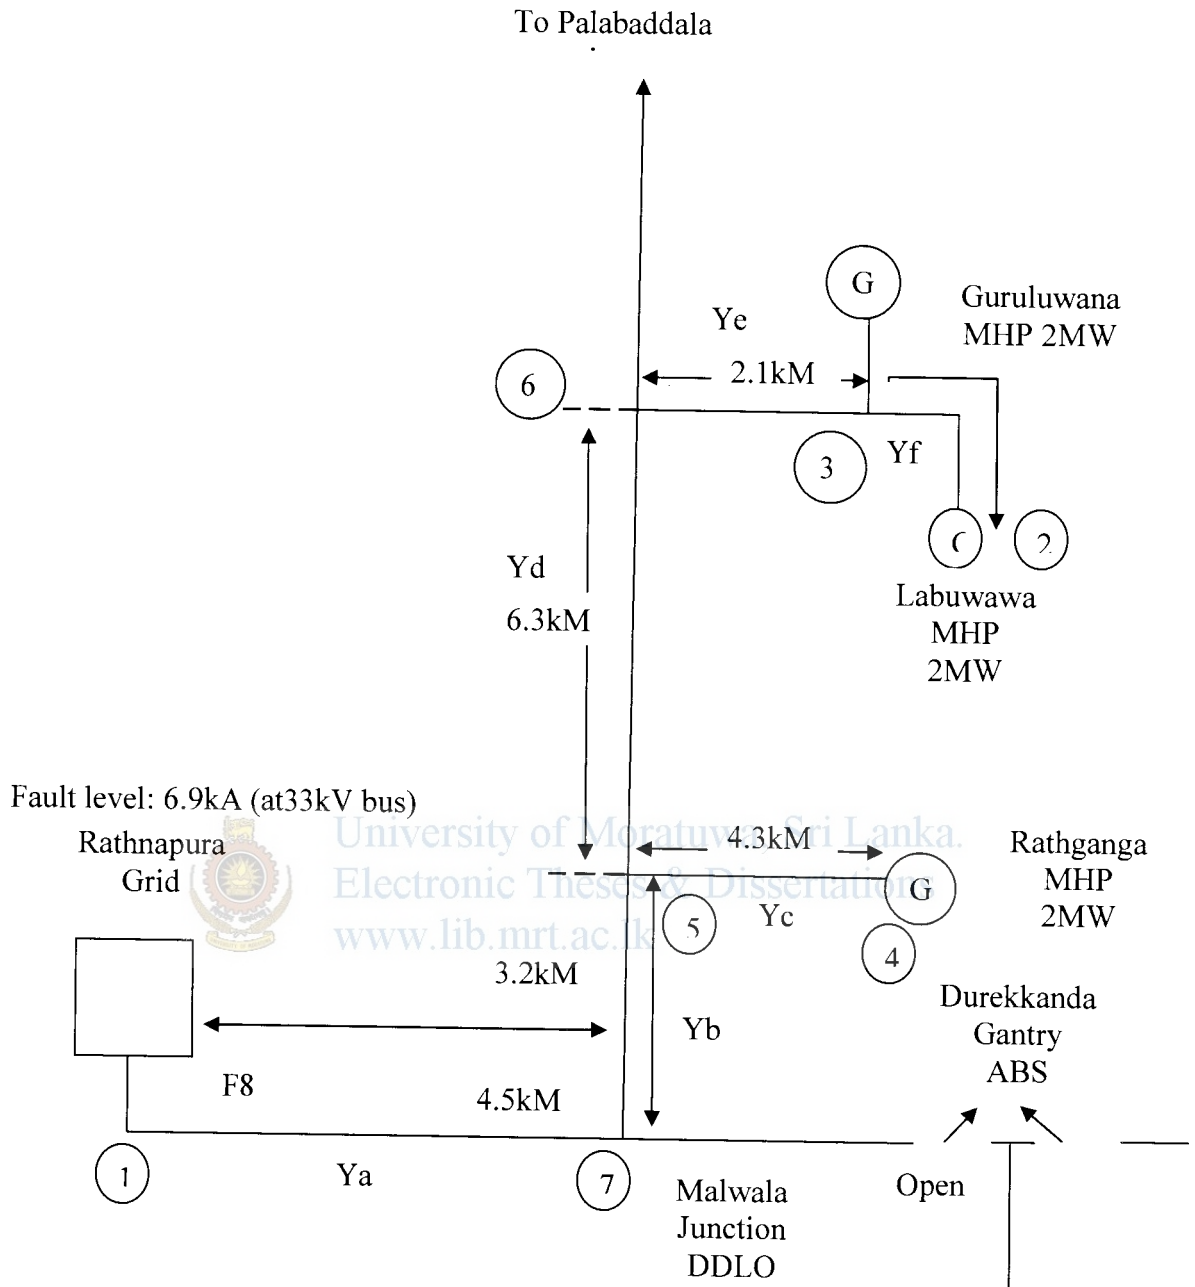 To Palabaddala
G
Guruluwana
MHP 2MW
Ye
2.1kM
6
3
Yf
2
Labuwawa
MHP
2MW
Yd
6.3kM
Fault level: 6.9kA (at33kV bus)
Rathnapura
Grid
University of Moratuwa, Sri Lanka.
Electronic Theses & Dissertations
www.lib.mrt.ac.lk
4.3kM
Rathganga
MHP
2MW
G
5
Yc
4
3.2kM
Yb
Durekkanda
Gantry
ABS
F8
4.5kM
1
Ya
7
Malwala
Junction
DDLO
Open